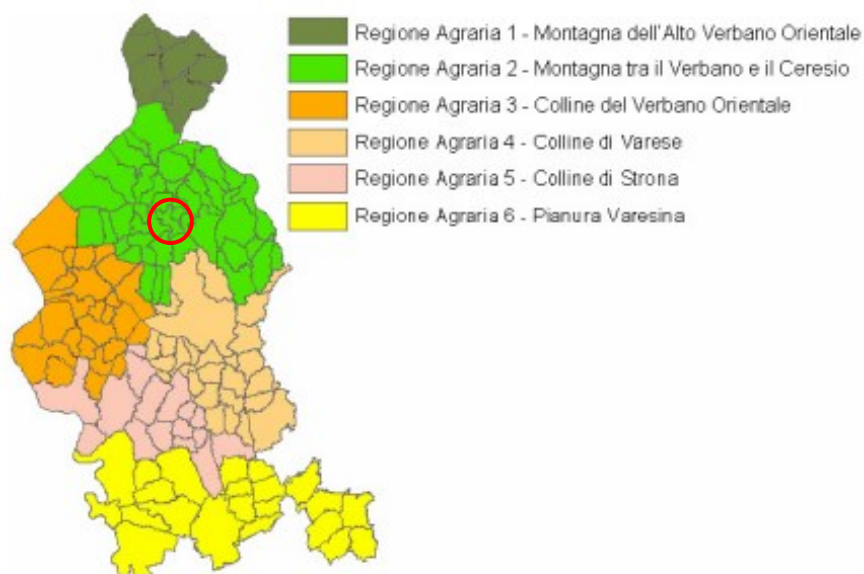 Regione Agraria 1 - Montagna dell'Alto Verbano Orientale
Regione Agraria 2 - Montagna tra il Verbano e il Ceresio
Regione Agraria 3 - Colline del Verbano Orientale
Regione Agraria 4 - Colline di Varese
Regione Agraria 5 - Colline di Strona
Regione Agraria 6 - Pianura Varesina